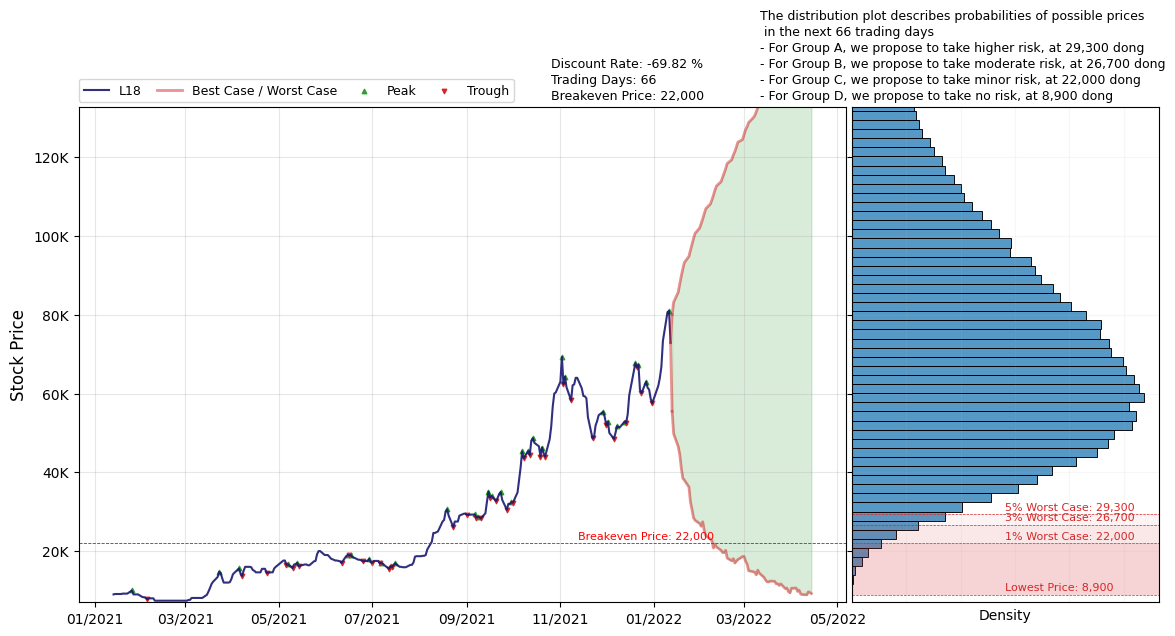 The distribution plot describes probabilities of possible prices
in the next 66 trading days
- For Group A, we propose to take higher risk, at 29,300 dong
- For Group B, we propose to take moderate risk, at 26,700 dong
- For Group C, we propose to take minor risk, at 22,000 dong
- For Group D, we propose to take no risk, at 8,900 dong
Discount Rate: -69.82 %
Trading Days: 66
Breakeven Price: 22,000
L18
Best Case / Worst Case
Peak
Trough
Stock Price
120K
100K
80K
60K
40K
20K
Breakeven Price: 22,000
5% Worst Case: 29,300
3% Worst Case: 26,700
1% Worst Case: 22,000
Lowest Price: 8,900
01/2021
03/2021
05/2021
07/2021
09/2021
11/2021
01/2022
03/2022
05/2022
Density